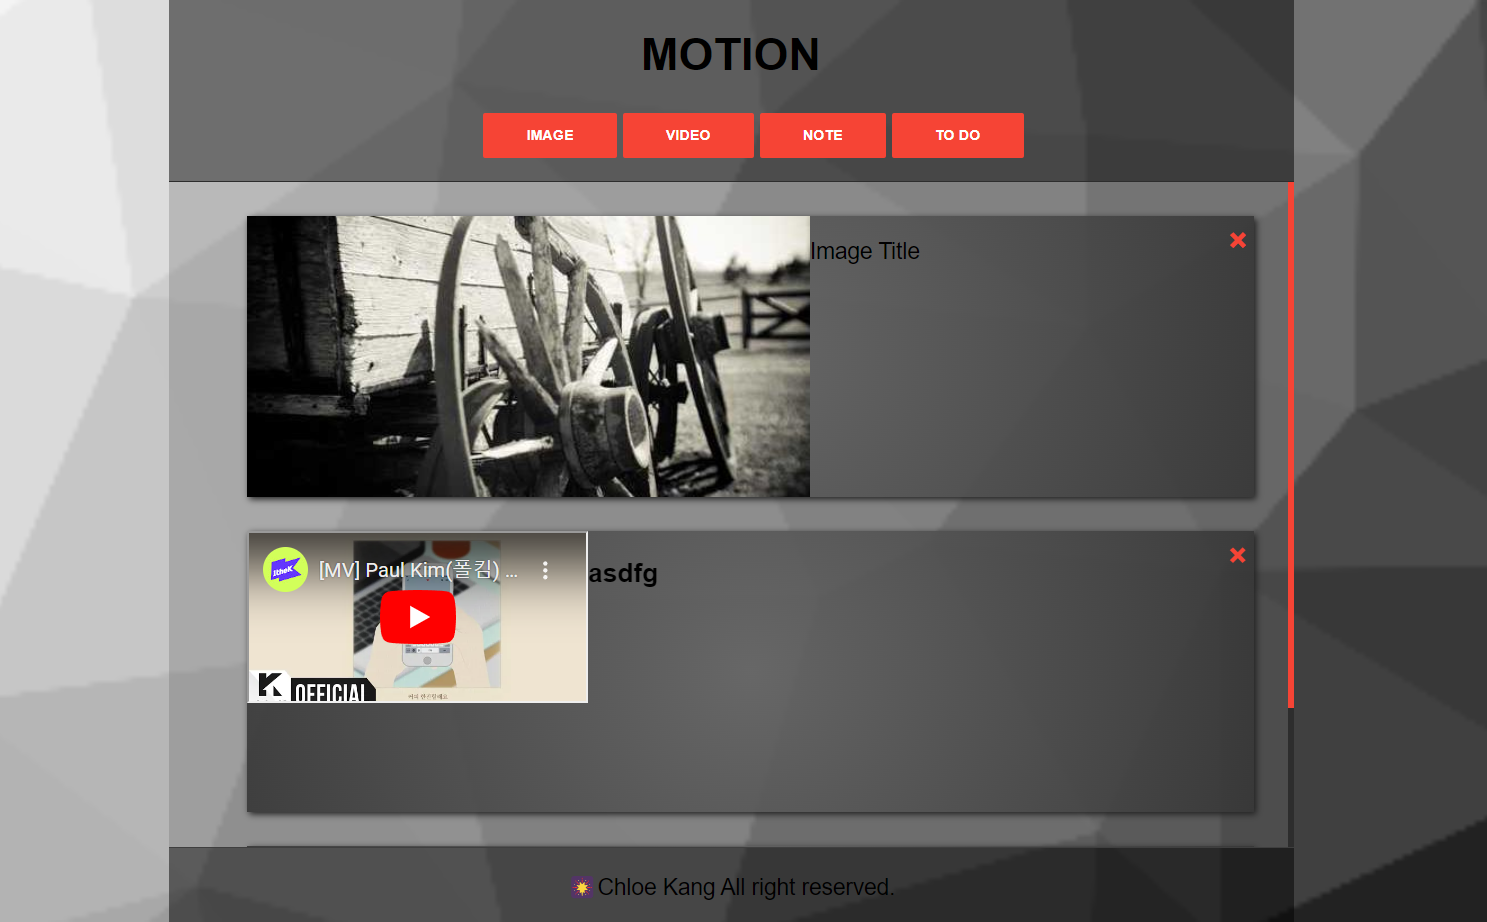 MOTION
IMAGE
VIDEO
NOTE
TO DO
Image Title
[MV] Paul Kim(폴킴) ...
1theK
OFFICIAL
asdfg
Chloe Kang All right reserved.